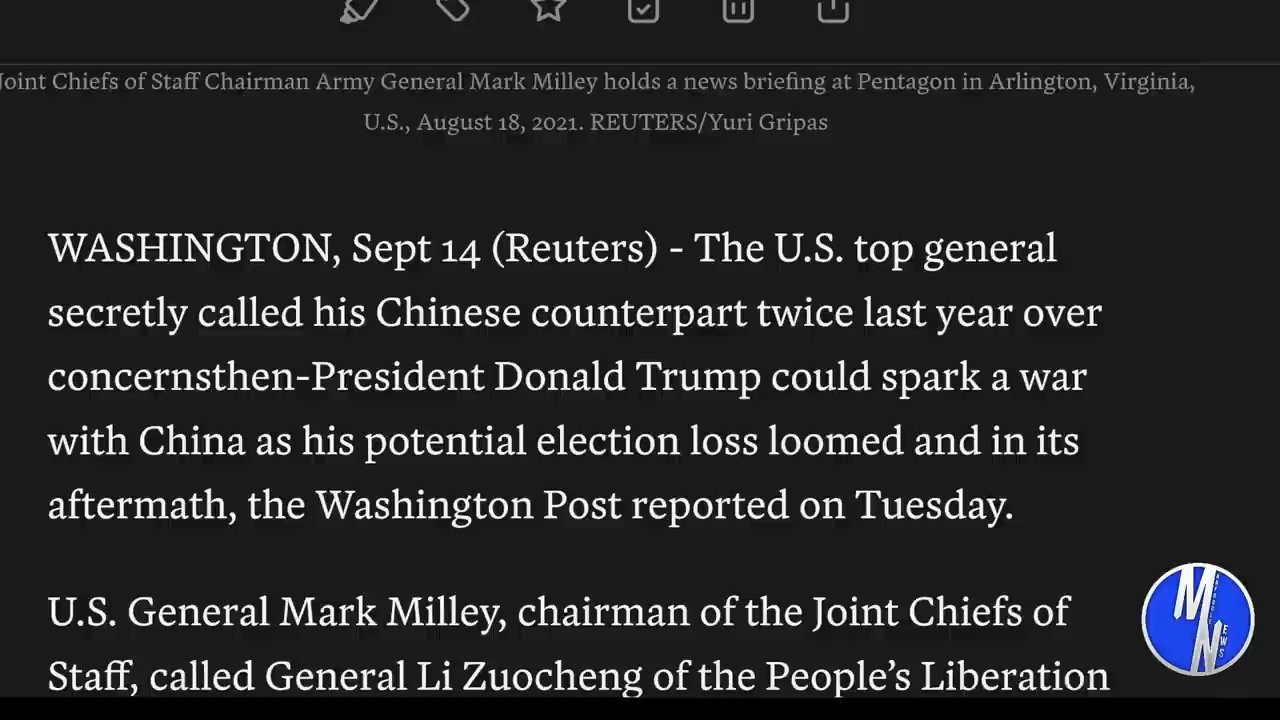 Joint Chiefs of Staff Chairman Army General Mark Milley holds a news briefing at Pentagon in Arlington, Virginia,
U.S., August 18, 2021. REUTERS/Yuri Gripas
WASHINGTON, Sept 14 (Reuters) - The U.S. top general
secretly called his Chinese counterpart twice last year over
concernsthen-President Donald Trump could spark a war
with China as his potential election loss loomed and in its
aftermath, the Washington Post reported on Tuesday.
U.S. General Mark Milley, chairman of the Joint Chiefs of
Staff, called General Li Zuocheng of the People’s Liberation